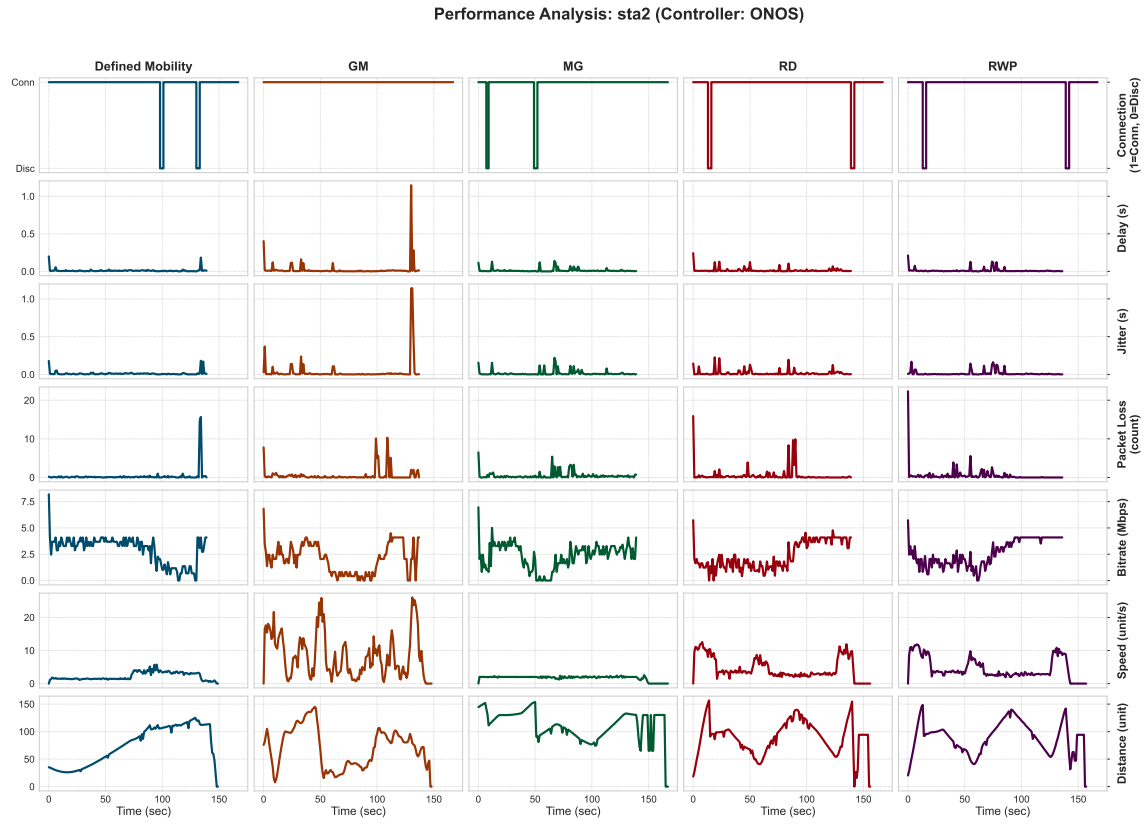 Performance Analysis: sta2 (Controller: ONOS)
Defined Mobility GM MG RD RWP
Conn
Disc
Connection
(1=Conn, 0=Disc)
1.0
0.5
0.0
Delay (s)
1.0
0.5
0.0
Jitter (s)
20
10
0
Packet Loss
(count)
7.5
5.0
2.5
0.0
Bitrate (Mbps)
20
10
0
Speed (unit/s)
150
100
50
0
Distance (unit)
0 50 100 150 0 50 100 150 0 50 100 150 0 50 100 150 0 50 100 150
Time (sec) Time (sec) Time (sec) Time (sec) Time (sec)